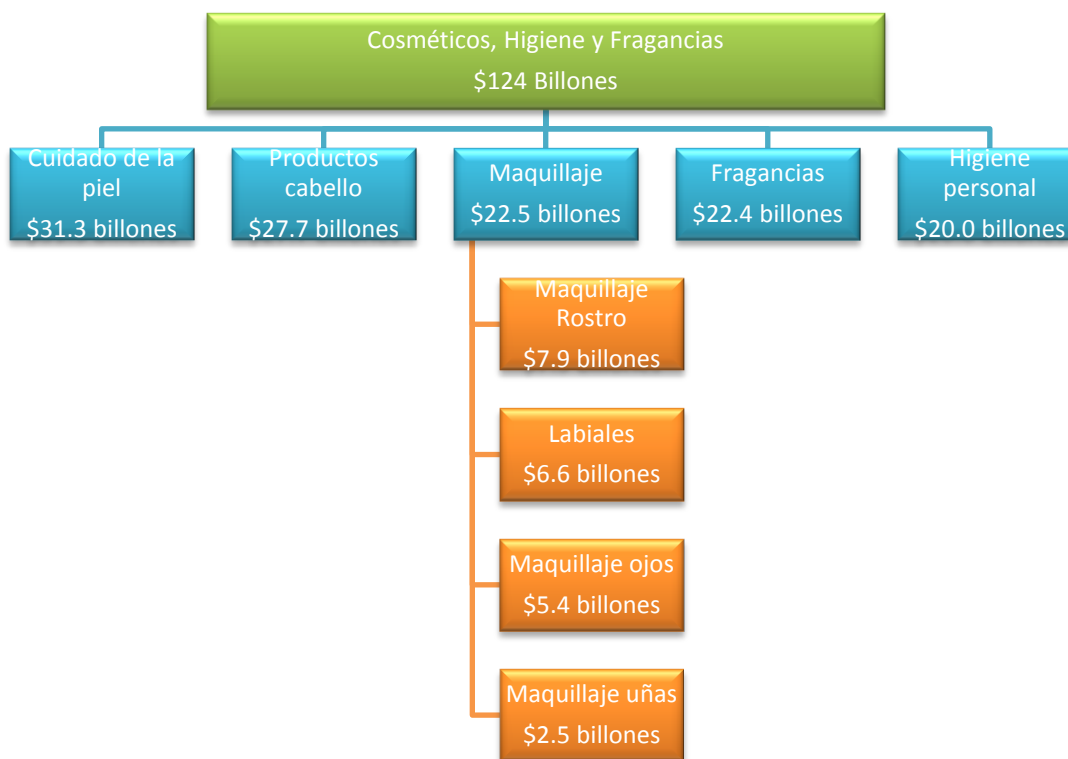 Cosméticos, Higiene y Fragancias
$124 Billones
Cuidado de la
piel
$31.3 billones
Productos
cabello
$27.7 billones
Maquillaje
$22.5 billones
Fragancias
$22.4 billones
Higiene
personal
$20.0 billones
Maquillaje
Rostro
$7.9 billones
Labiales
$6.6 billones
Maquillaje ojos
$5.4 billones
Maquillaje uñas
$2.5 billones